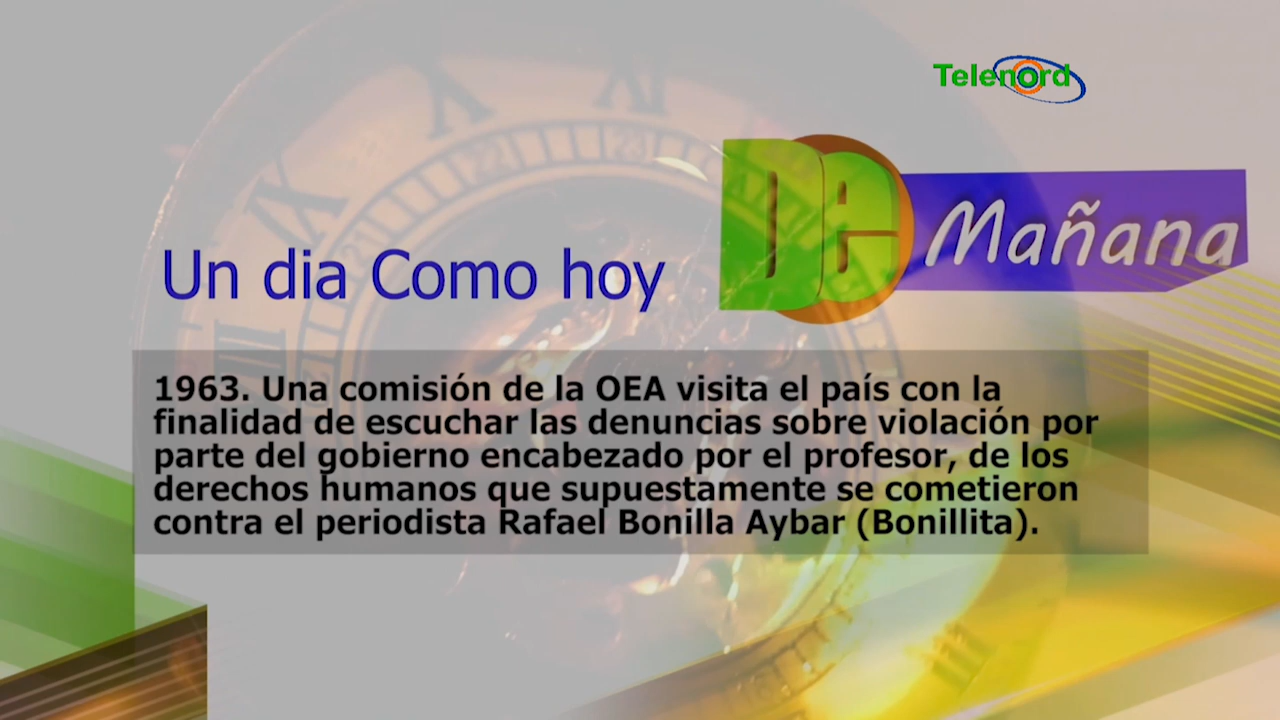 Telenord
De Mañana
Un dia Como hoy
1963. Una comisión de la OEA visita el país con la
finalidad de escuchar las denuncias sobre violación por
parte del gobierno encabezado por el profesor, de los
derechos humanos que supuestamente se cometieron
contra el periodista Rafael Bonilla Aybar (Bonillita).